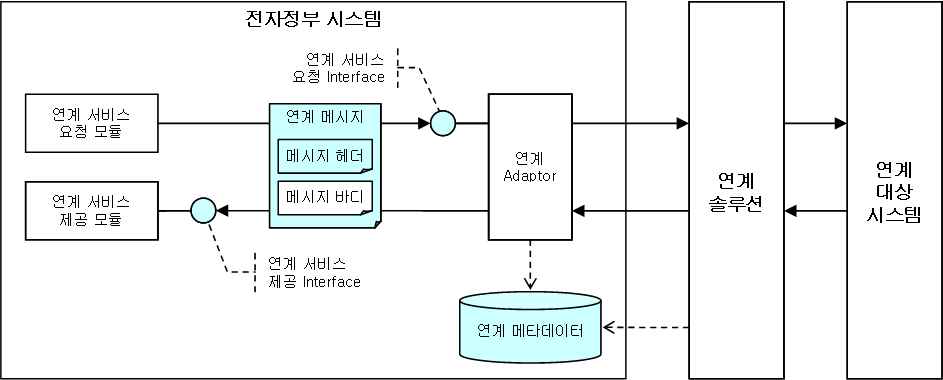 전자정부 시스템
연계 서비스
요청 Interface
연계 서비스
요청 모듈
연계 메시지
메시지 헤더
메시지 바디
연계
Adaptor
연계 서비스
제공 모듈
연계 서비스
제공 Interface
연계 메타데이터
연계
솔루션
연계
대상
시스템